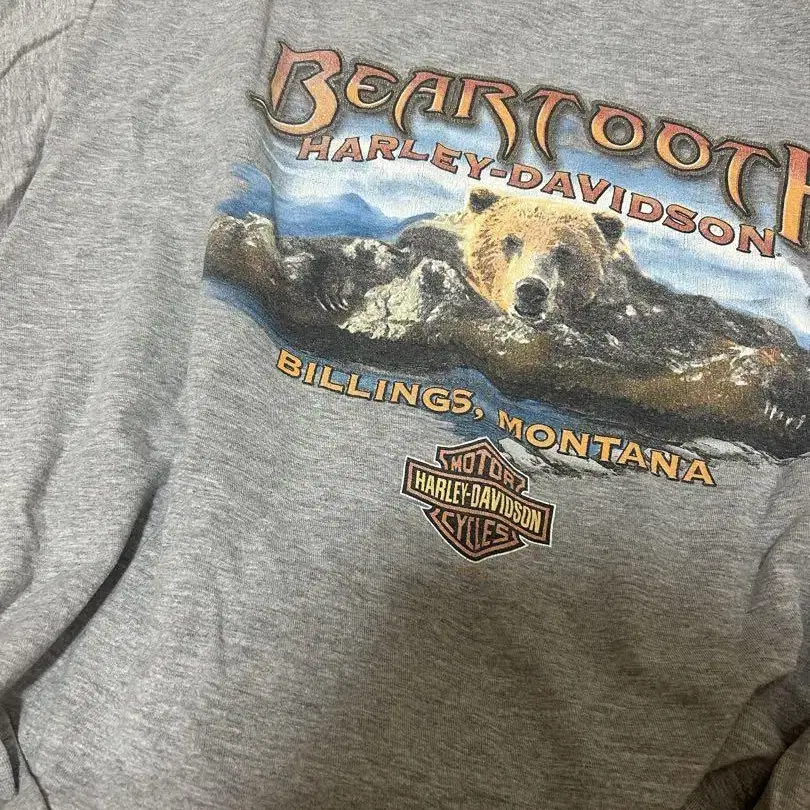 BEARTOOTH
HARLEY-DAVIDSON
BILLINGS, MONTANA
MOTOR
HARLEY-DAVIDSON
CYCLES